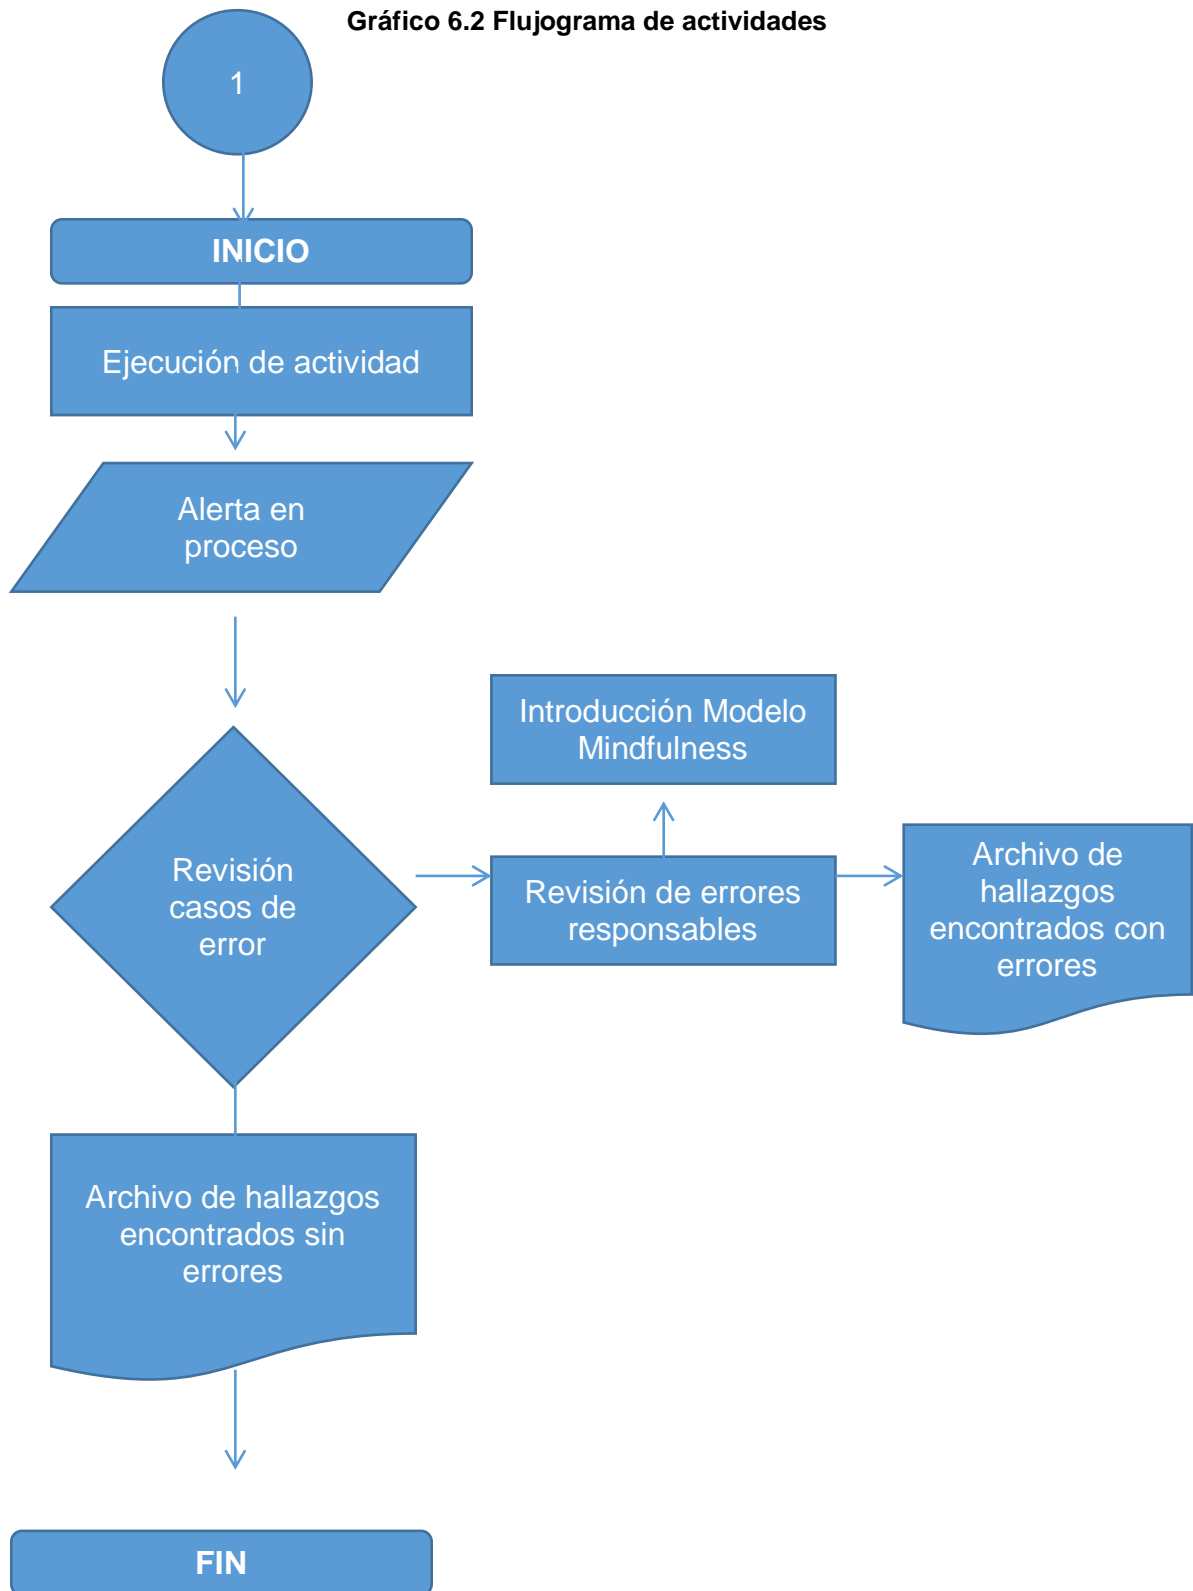 Gráfico 6.2 Flujograma de actividades
1
INICIO
Ejecución de actividad
Alerta en
proceso
Revisión
casos de
error
Introducción Modelo
Mindfulness
Revisión de errores
responsables
Archivo de
hallazgos
encontrados con
errores
Archivo de hallazgos
encontrados sin
errores
FIN